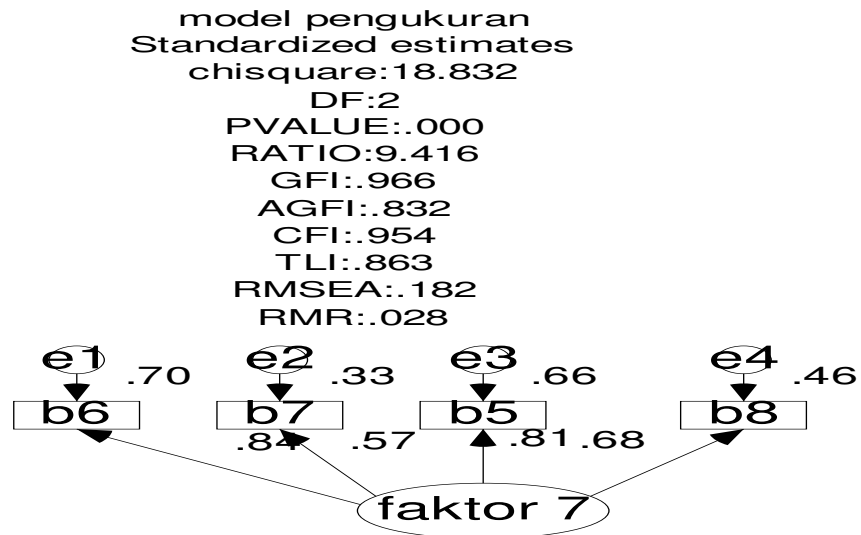 model pengukuran
Standardized estimates
chisquare:18.832
DF:2
PVALUE:.000
RATIO:9.416
GFI:.966
AGFI:.832
CFI:.954
TLI:.863
RMSEA:.182
RMR:.028
e1 e2 e3 e4
.70 .33 .66 .46
b6 b7 b5 b8
.84 .57 .81 .68
faktor 7